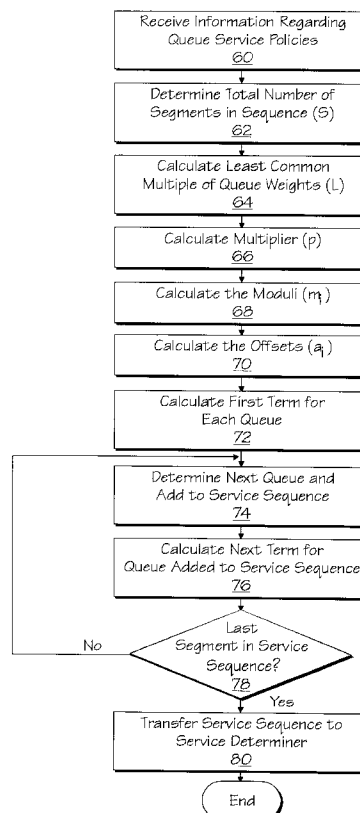 Receive Information Regarding
Queue Service Policies
60
Determine Total Number of
Segments in Sequence (S)
62
Calculate Least Common
Multiple of Queue Weights (L)
64
Calculate Multiplier (p)
66
Calculate the Moduli (mᵢ)
68
Calculate the Offsets (aᵢ)
70
Calculate First Term for
Each Queue
72
Determine Next Queue and
Add to Service Sequence
74
Calculate Next Term for
Queue Added to Service Sequence
76
Last
Segment in Service
Sequence?
78
No
Yes
Transfer Service Sequence to
Service Determiner
80
End